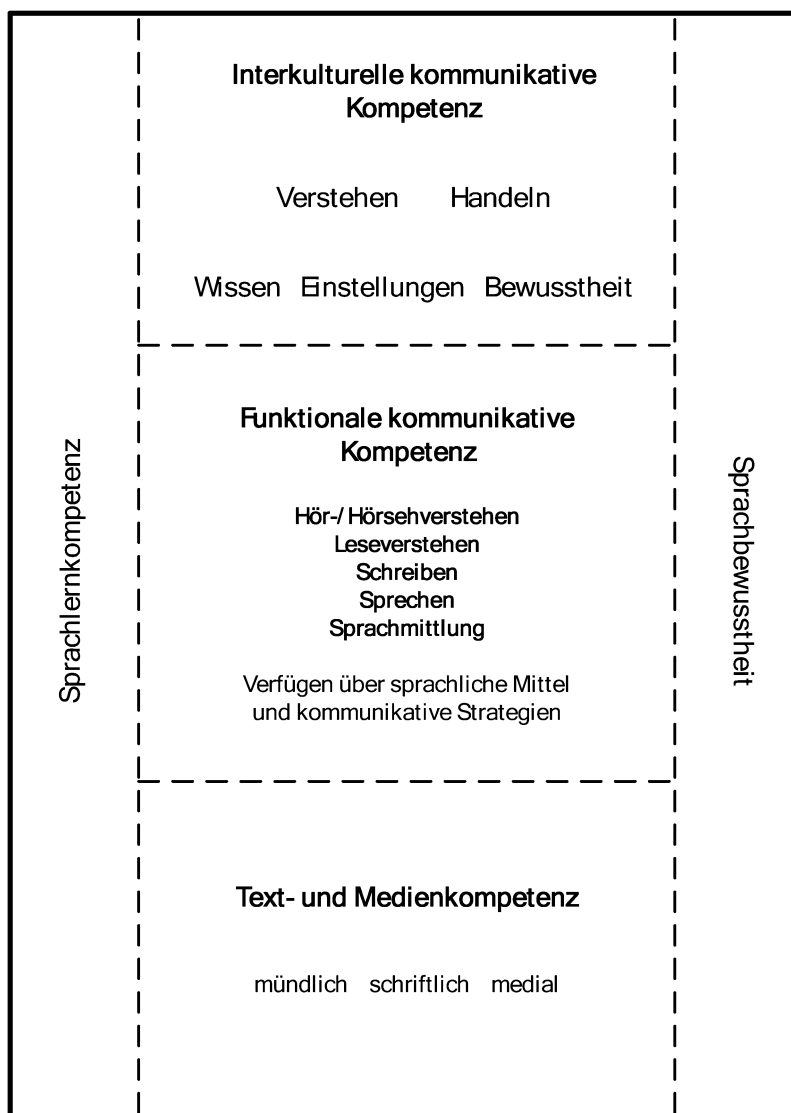 Interkulturelle kommunikative
Kompetenz
Verstehen Handeln
Wissen Einstellungen Bewusstheit
Funktionale kommunikative
Kompetenz
Hör-/ Hörsehverstehen
Leseverstehen
Schreiben
Sprechen
Sprachmittlung
Verfügen über sprachliche Mittel
und kommunikative Strategien
Text- und Medienkompetenz
mündlich schriftlich medial
Sprachlernkompetenz
Sprachbewusstheit